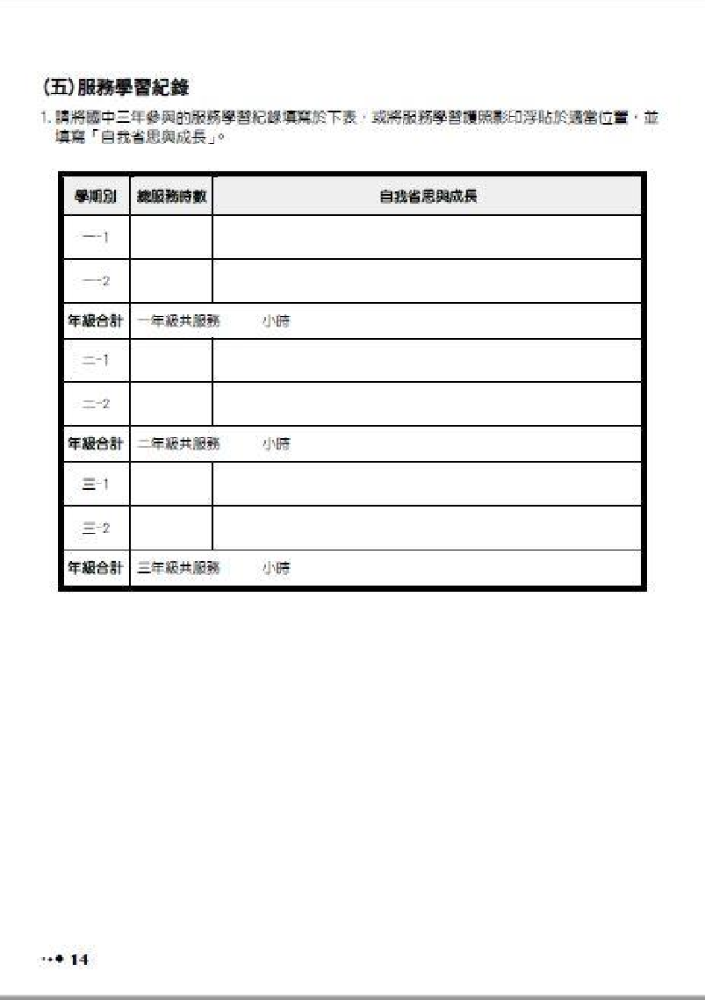 (五)服務學習紀錄
1. 請將國中三年參與的服務學習紀錄填寫於下表,或將服務學習護照影印浮貼於適當位置,並
填寫「自我省思與成長」。
學期別 總服務時數 自我省思與成長
一-1
一-2
年級合計 一年級共服務 小時
二-1
二-2
年級合計 二年級共服務 小時
三-1
三-2
年級合計 三年級共服務 小時
14